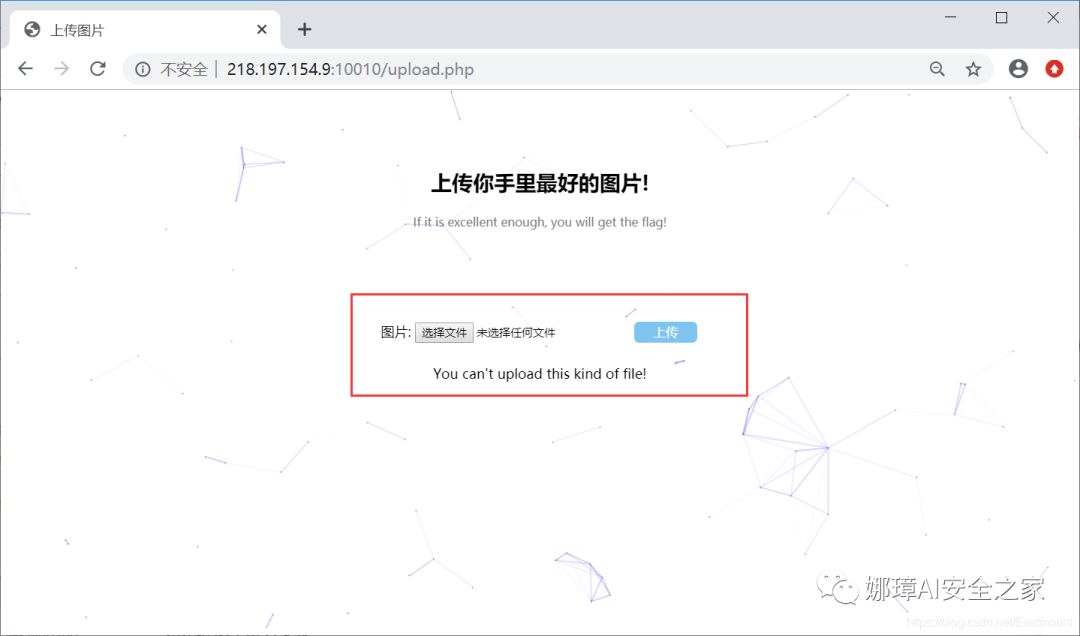 上传图片
不安全 | 218.197.154.9:10010/upload.php
上传你手里最好的图片!
If it is excellent enough, you will get the flag!
图片: 选择文件 未选择任何文件 上传
You can't upload this kind of file!
娜璋AI安全之家
https://blog.csdn.net/Eastmount